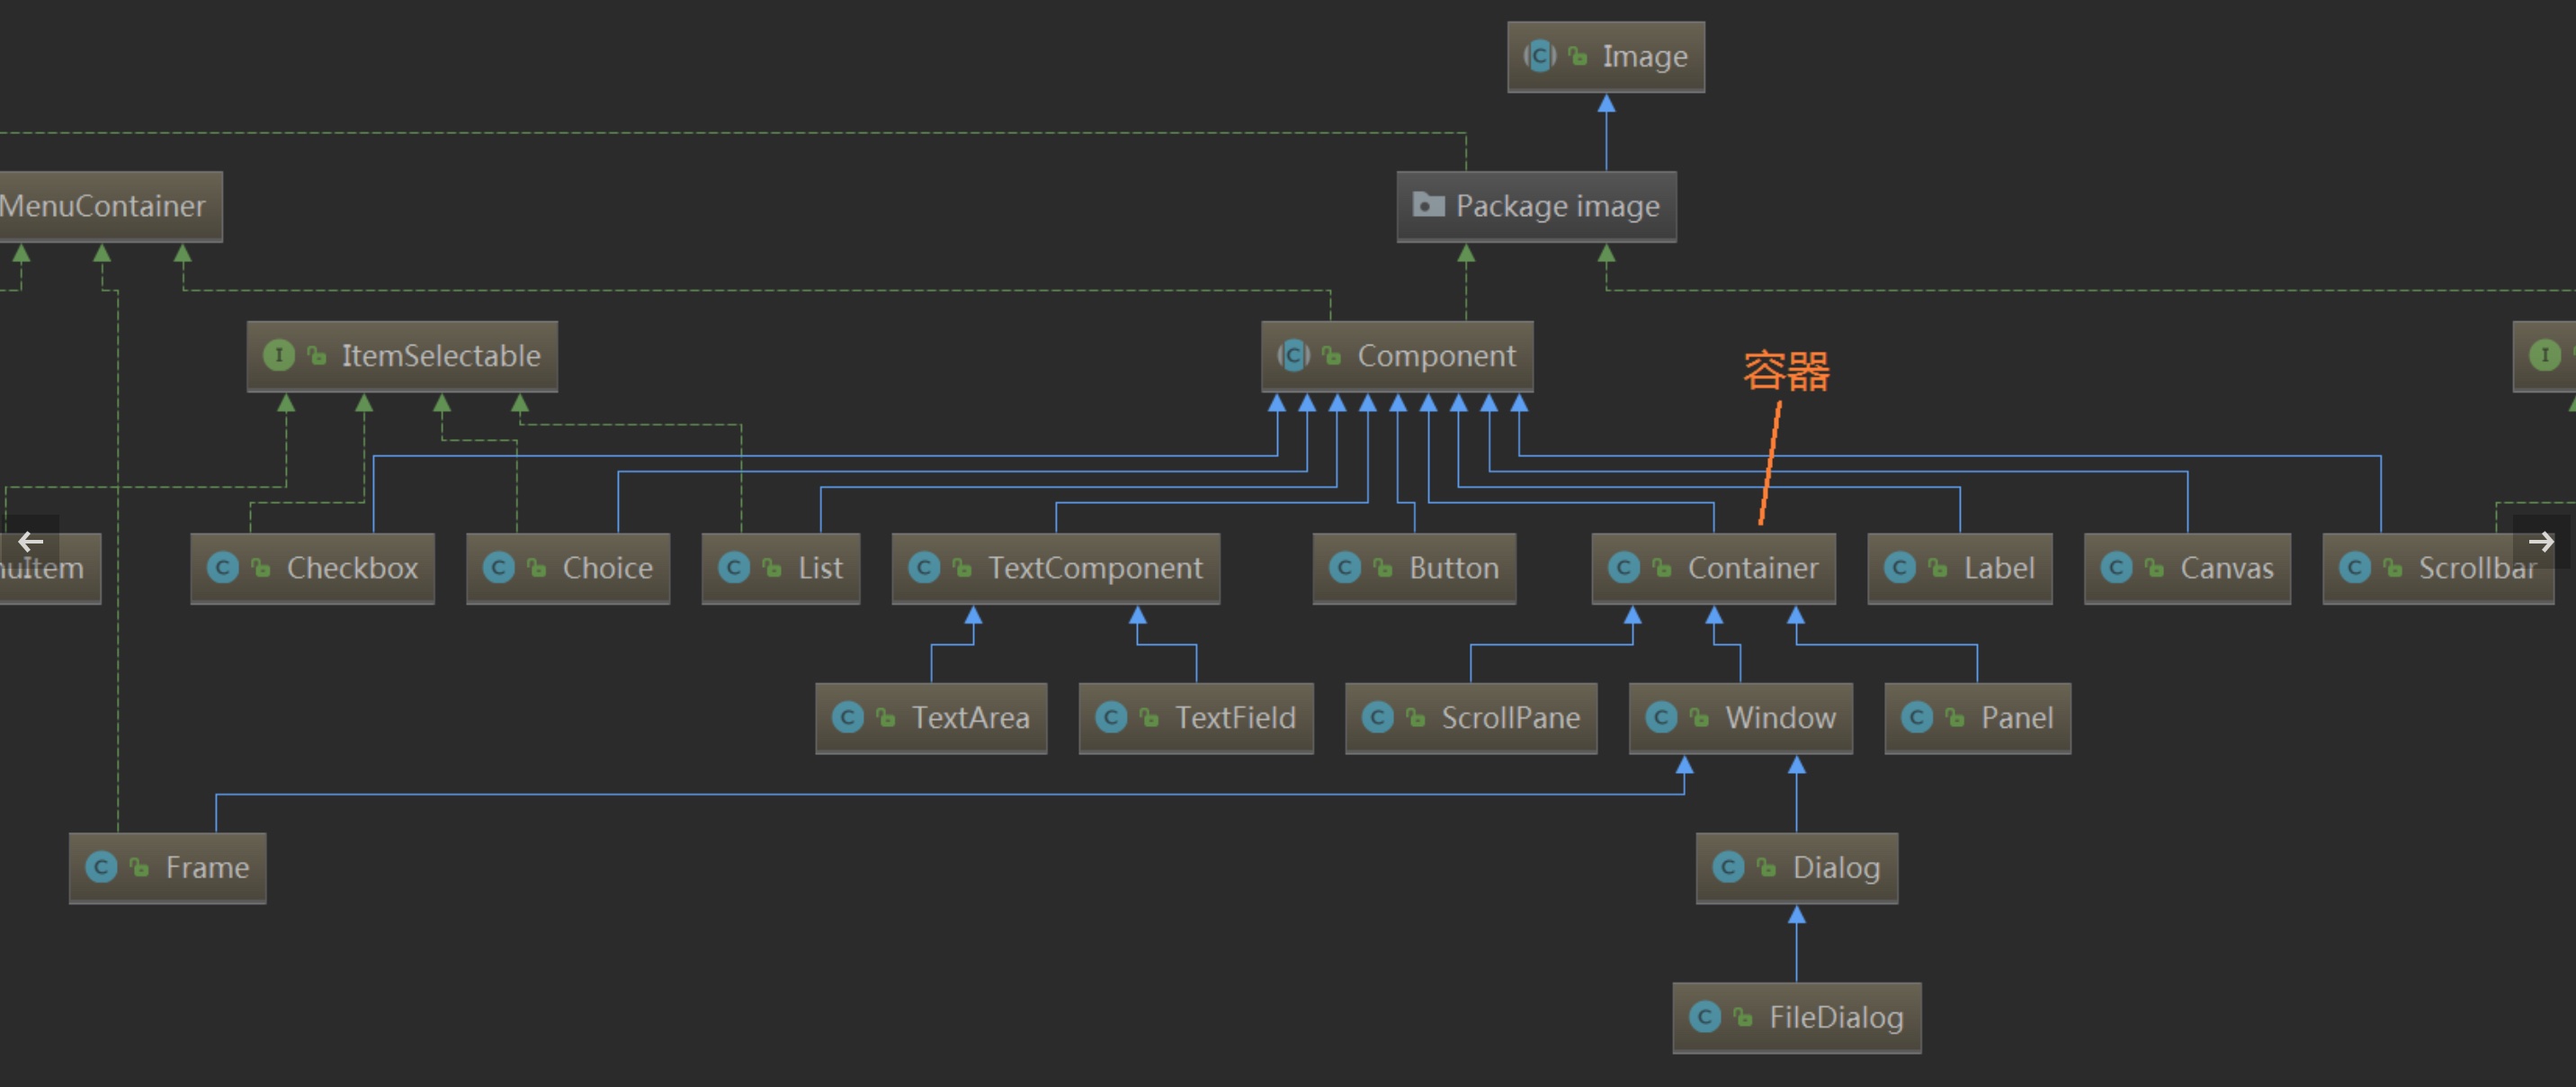 Image
MenuContainer
Package image
ItemSelectable
Component
容器
Checkbox
Choice
List
TextComponent
Button
Container
Label
Canvas
Scrollbar
TextArea
TextField
ScrollPane
Window
Panel
Frame
Dialog
FileDialog